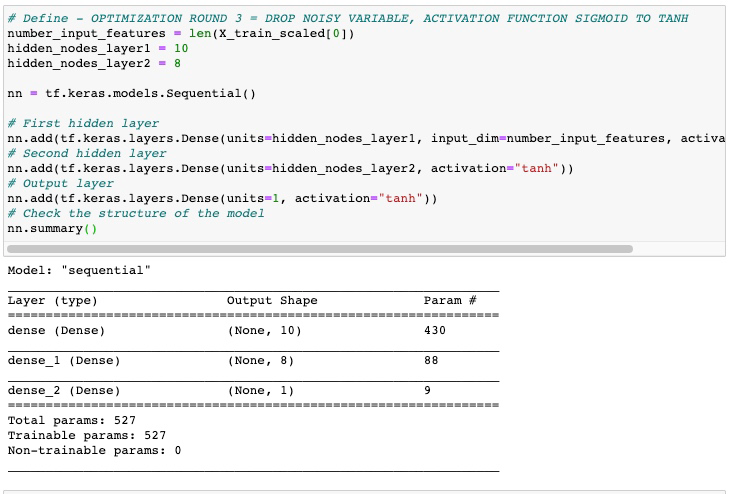 # Define - OPTIMIZATION ROUND 3 = DROP NOISY VARIABLE, ACTIVATION FUNCTION SIGMOID TO TANH
number_input_features = len(X_train_scaled[0])
hidden_nodes_layer1 = 10
hidden_nodes_layer2 = 8
nn = tf.keras.models.Sequential()
# First hidden layer
nn.add(tf.keras.layers.Dense(units=hidden_nodes_layer1, input_dim=number_input_features, activa
# Second hidden layer
nn.add(tf.keras.layers.Dense(units=hidden_nodes_layer2, activation="tanh"))
# Output layer
nn.add(tf.keras.layers.Dense(units=1, activation="tanh"))
# Check the structure of the model
nn.summary()
Model: "sequential"
Layer (type) Output Shape Param #
dense (Dense) (None, 10) 430
dense_1 (Dense) (None, 8) 88
dense_2 (Dense) (None, 1) 9
Total params: 527
Trainable params: 527
Non-trainable params: 0